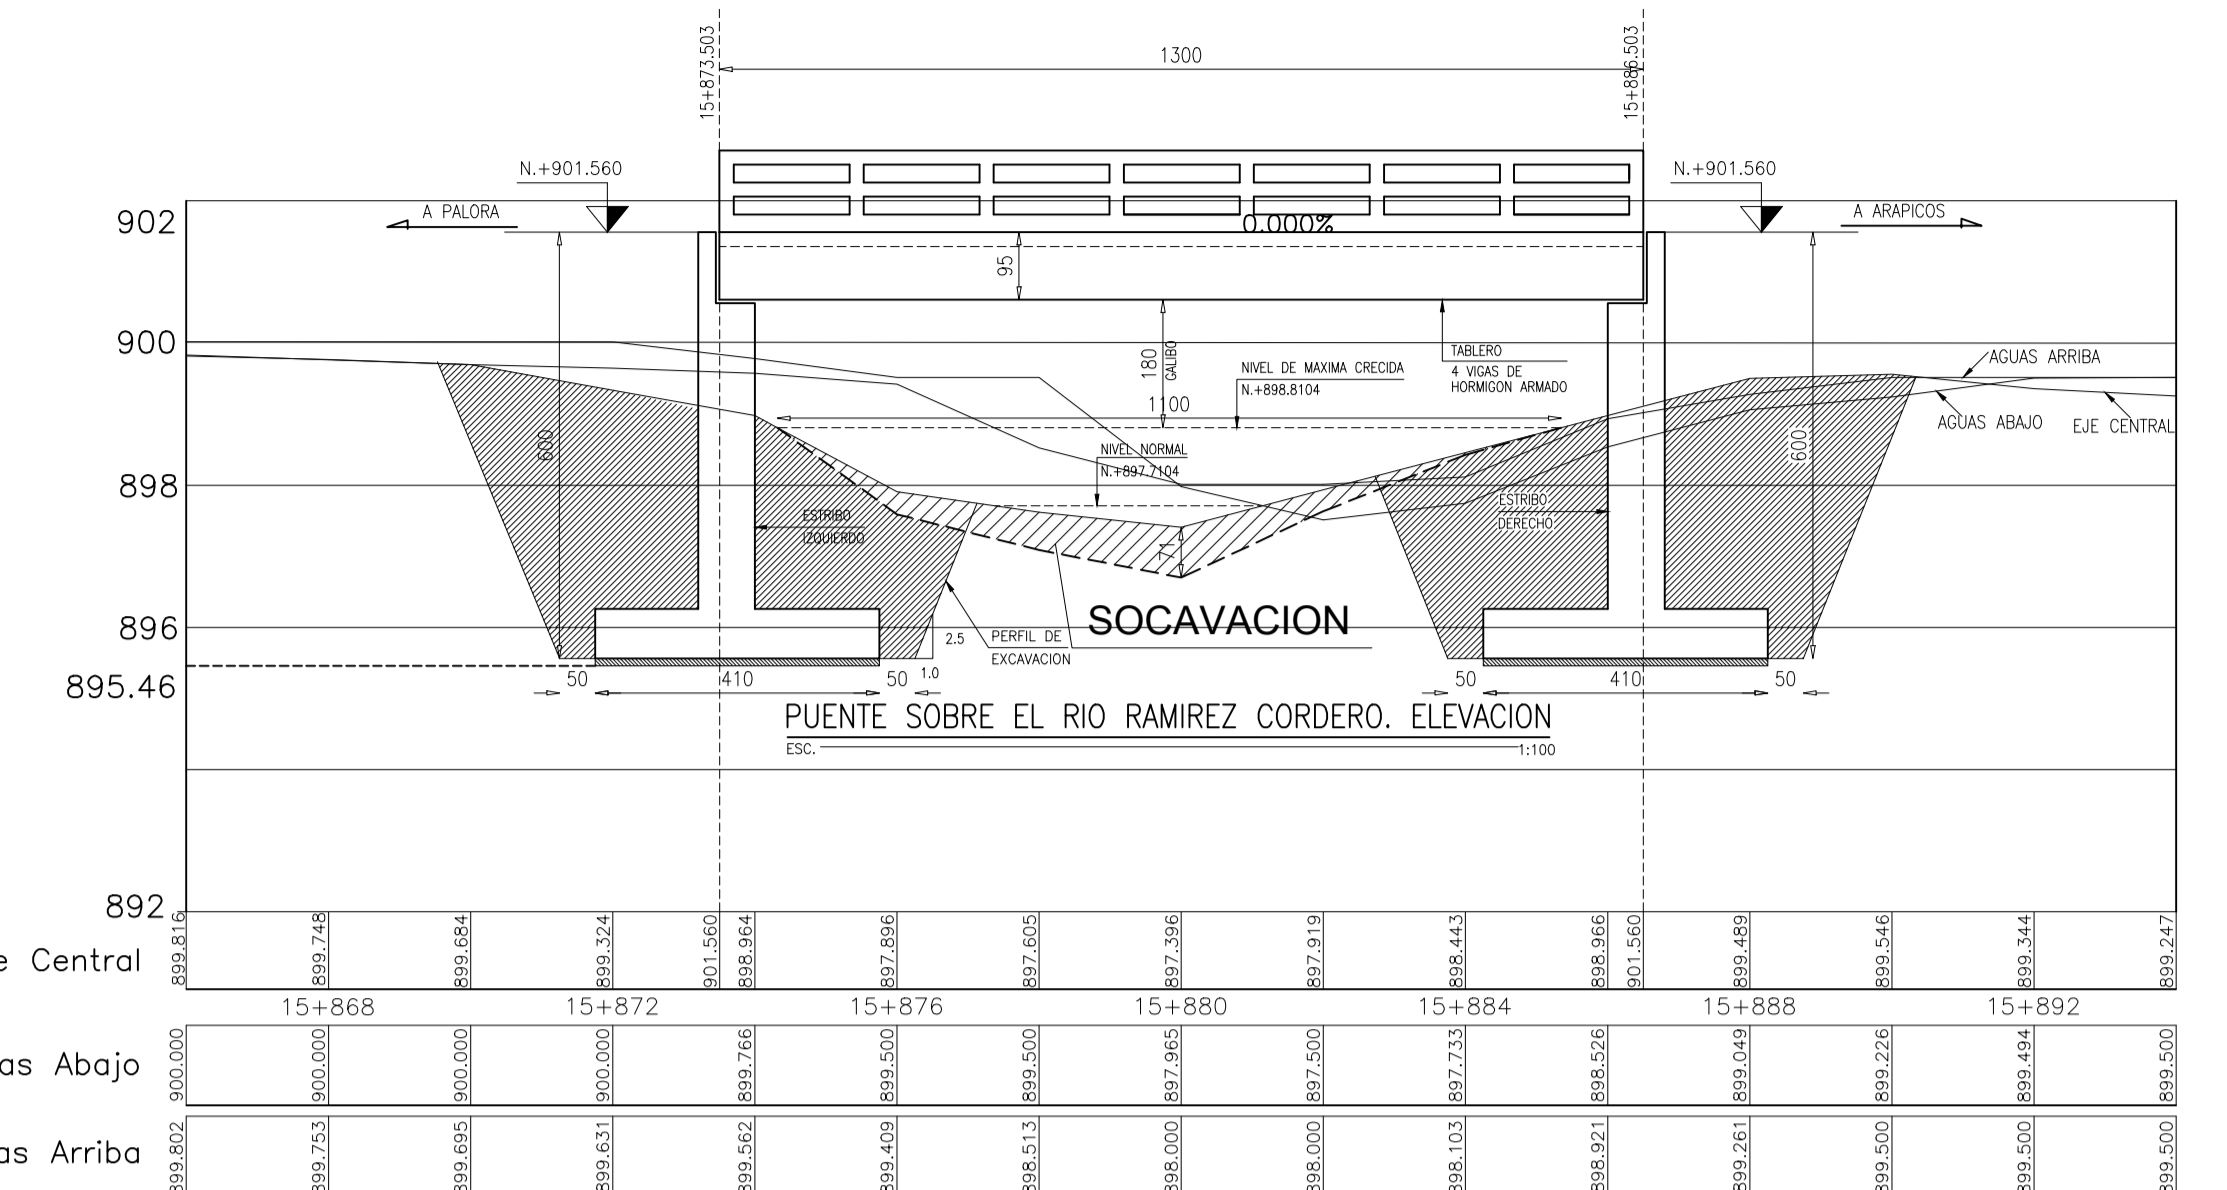 15+873.503
15+886.503
1300
N.+901.560
N.+901.560
902
A PALORA
A ARAPICOS
0.000%
95
900
180
GALIBO
TABLERO
4 VIGAS DE
HORMIGON ARMADO
NIVEL DE MAXIMA CRECIDA
N.+898.8104
AGUAS ARRIBA
1100
AGUAS ABAJO
EJE CENTRAL
600
600
NIVEL NORMAL
N.+897.7104
898
ESTRIBO
IZQUIERDO
ESTRIBO
DERECHO
71
SOCAVACION
896
2.5
PERFIL DE
EXCAVACION
1.0
895.46
50
410
50
50
410
50
PUENTE SOBRE EL RIO RAMIREZ CORDERO. ELEVACION
ESC.
1:100
892
e Central
899.816
899.748
899.684
899.324
901.560
898.964
897.896
897.605
897.396
897.919
898.443
898.966
901.560
899.489
899.546
899.344
899.247
15+868
15+872
15+876
15+880
15+884
15+888
15+892
as Abajo
900.000
900.000
900.000
900.000
899.766
899.500
899.500
897.965
897.500
897.733
898.526
899.049
899.226
899.494
899.500
as Arriba
899.802
899.753
899.695
899.631
899.562
899.409
898.513
898.000
898.000
898.103
898.921
899.261
899.500
899.500
899.500